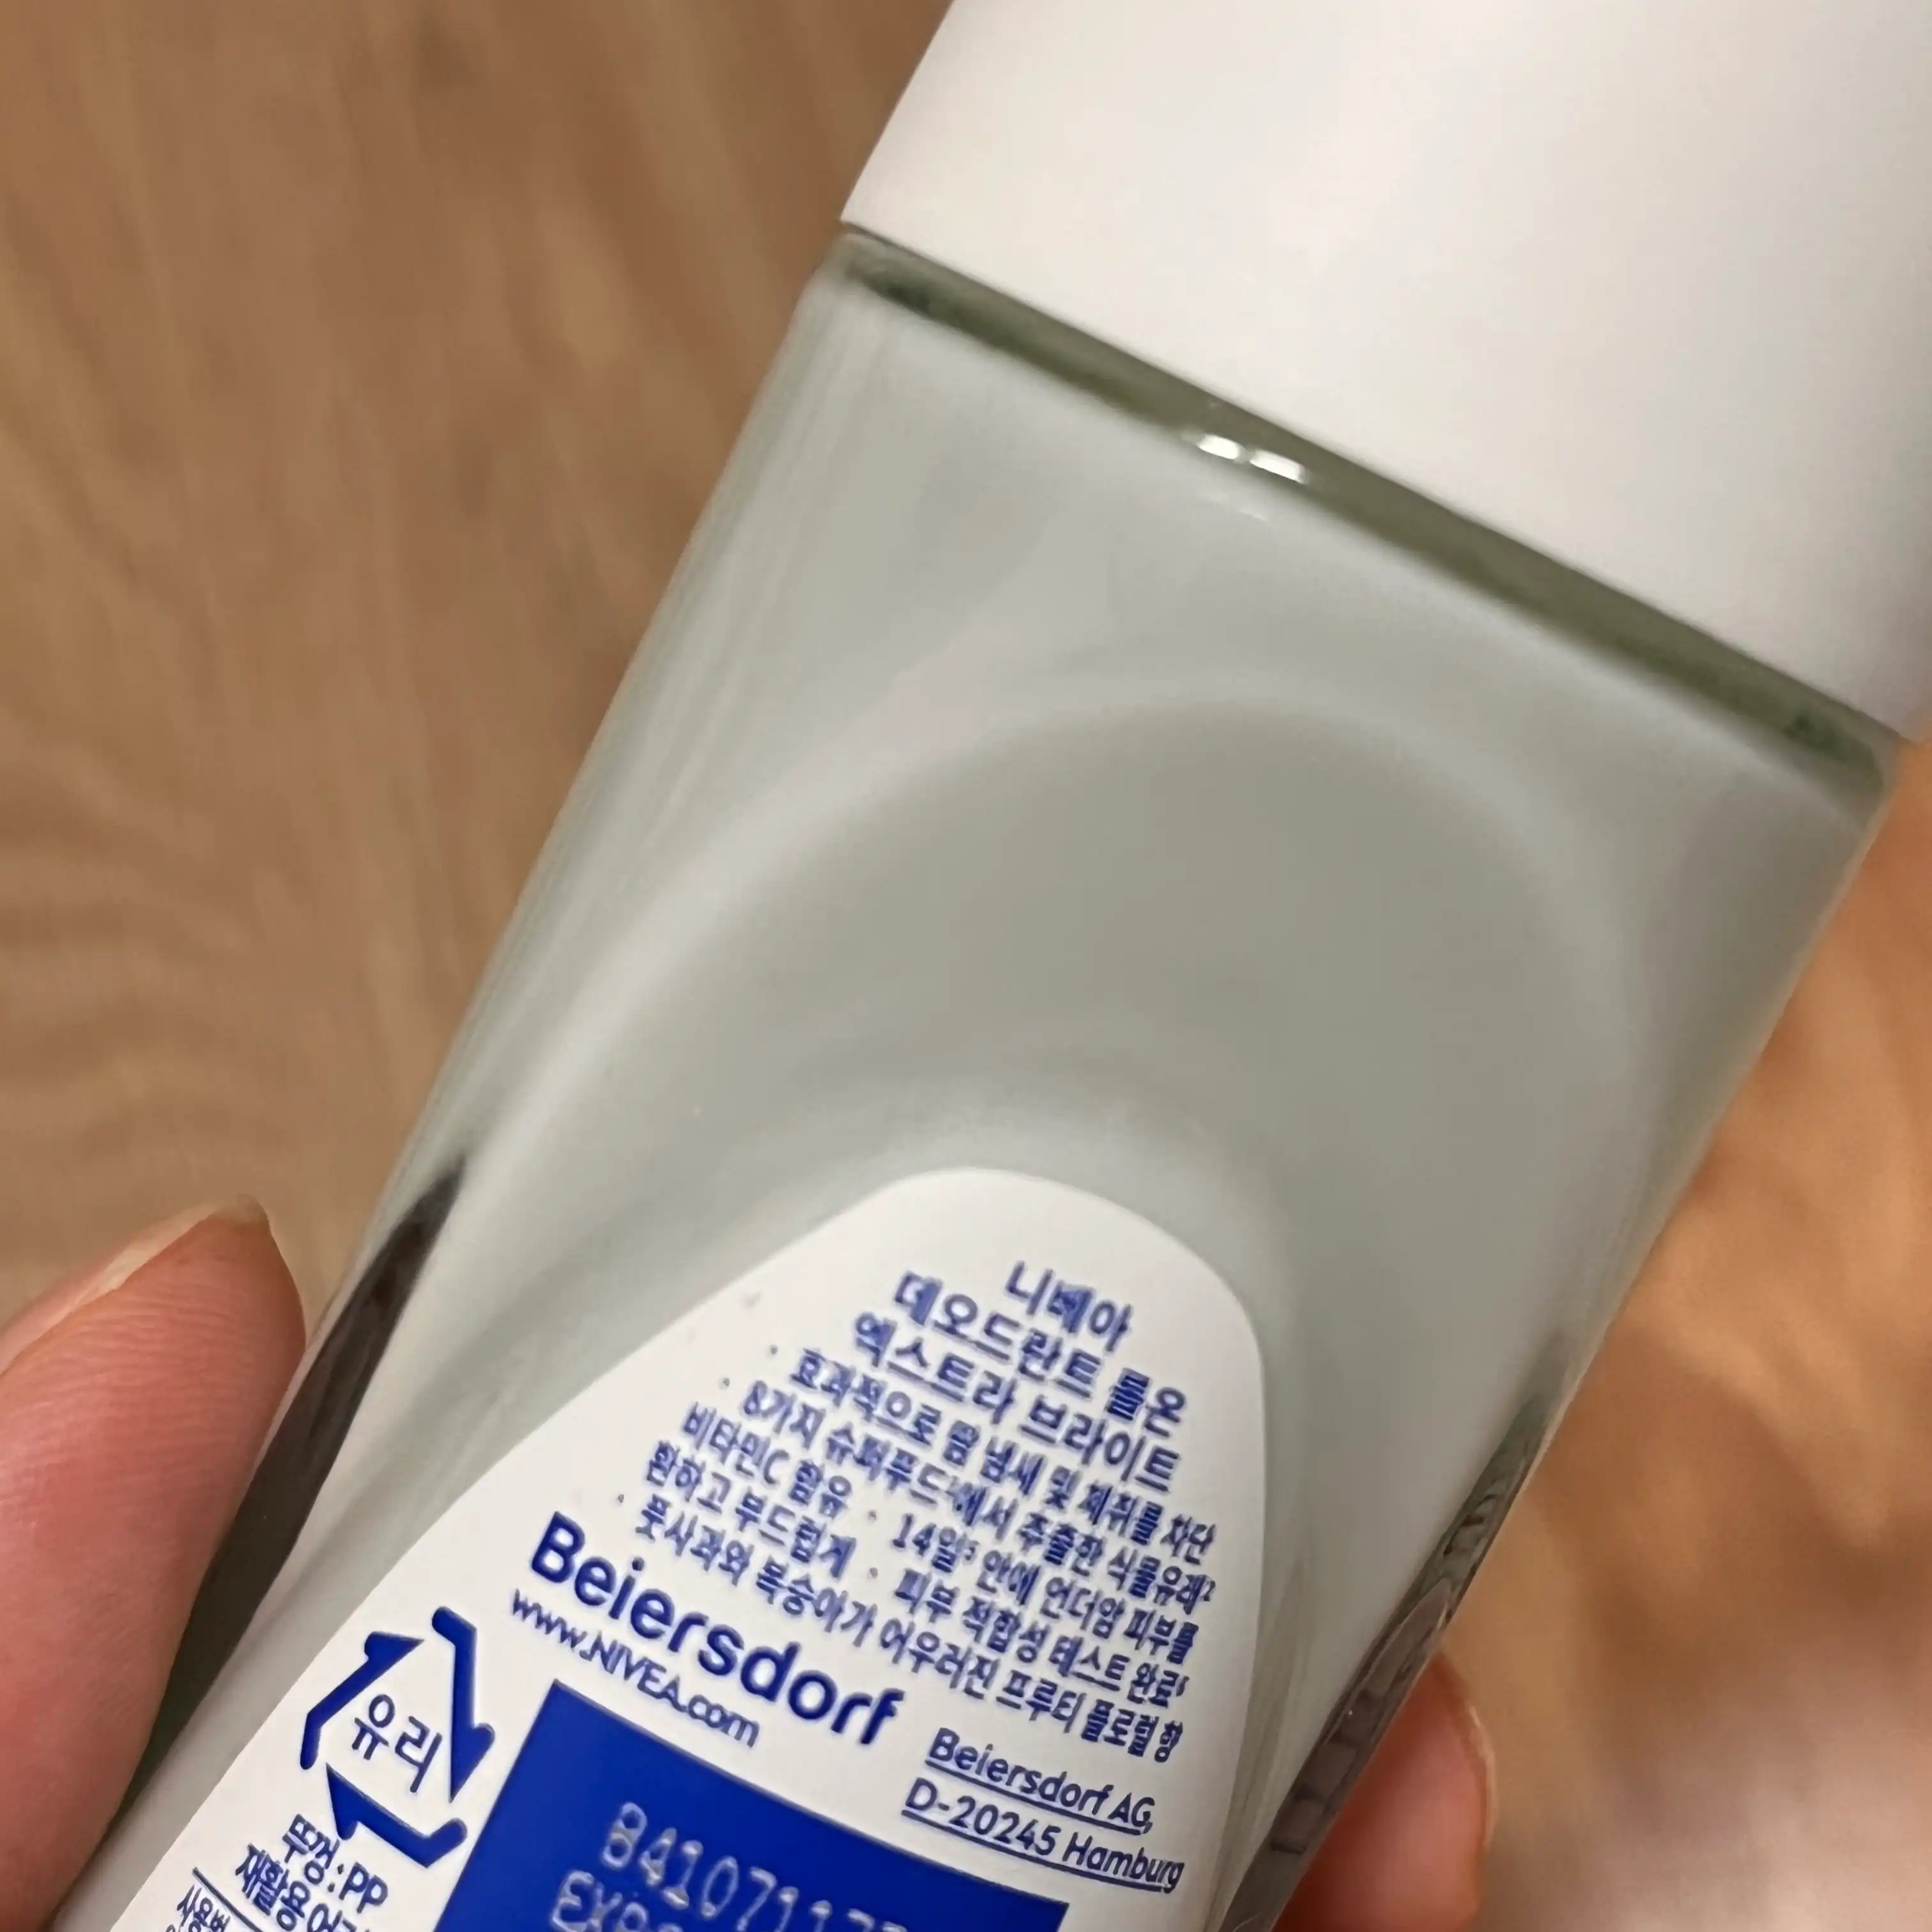 니베아
데오드란트 롤온
엑스트라 브라이트
· 효과적으로 땀 냄새 및 체취를 차단
· 8가지 슈퍼푸드에서 추출한 식물유래²
비타민C 함유 · 14일⁵ 안에 언더암 피부를
환하고 부드럽게 · 피부 적합성 테스트 완료⁶
· 풋사과와 복숭아가 어우러진 프루티 플로럴 향
Beiersdorf
www.NIVEA.com
Beiersdorf AG,
D-20245 Hamburg
유리
뚜껑:PP
재활용